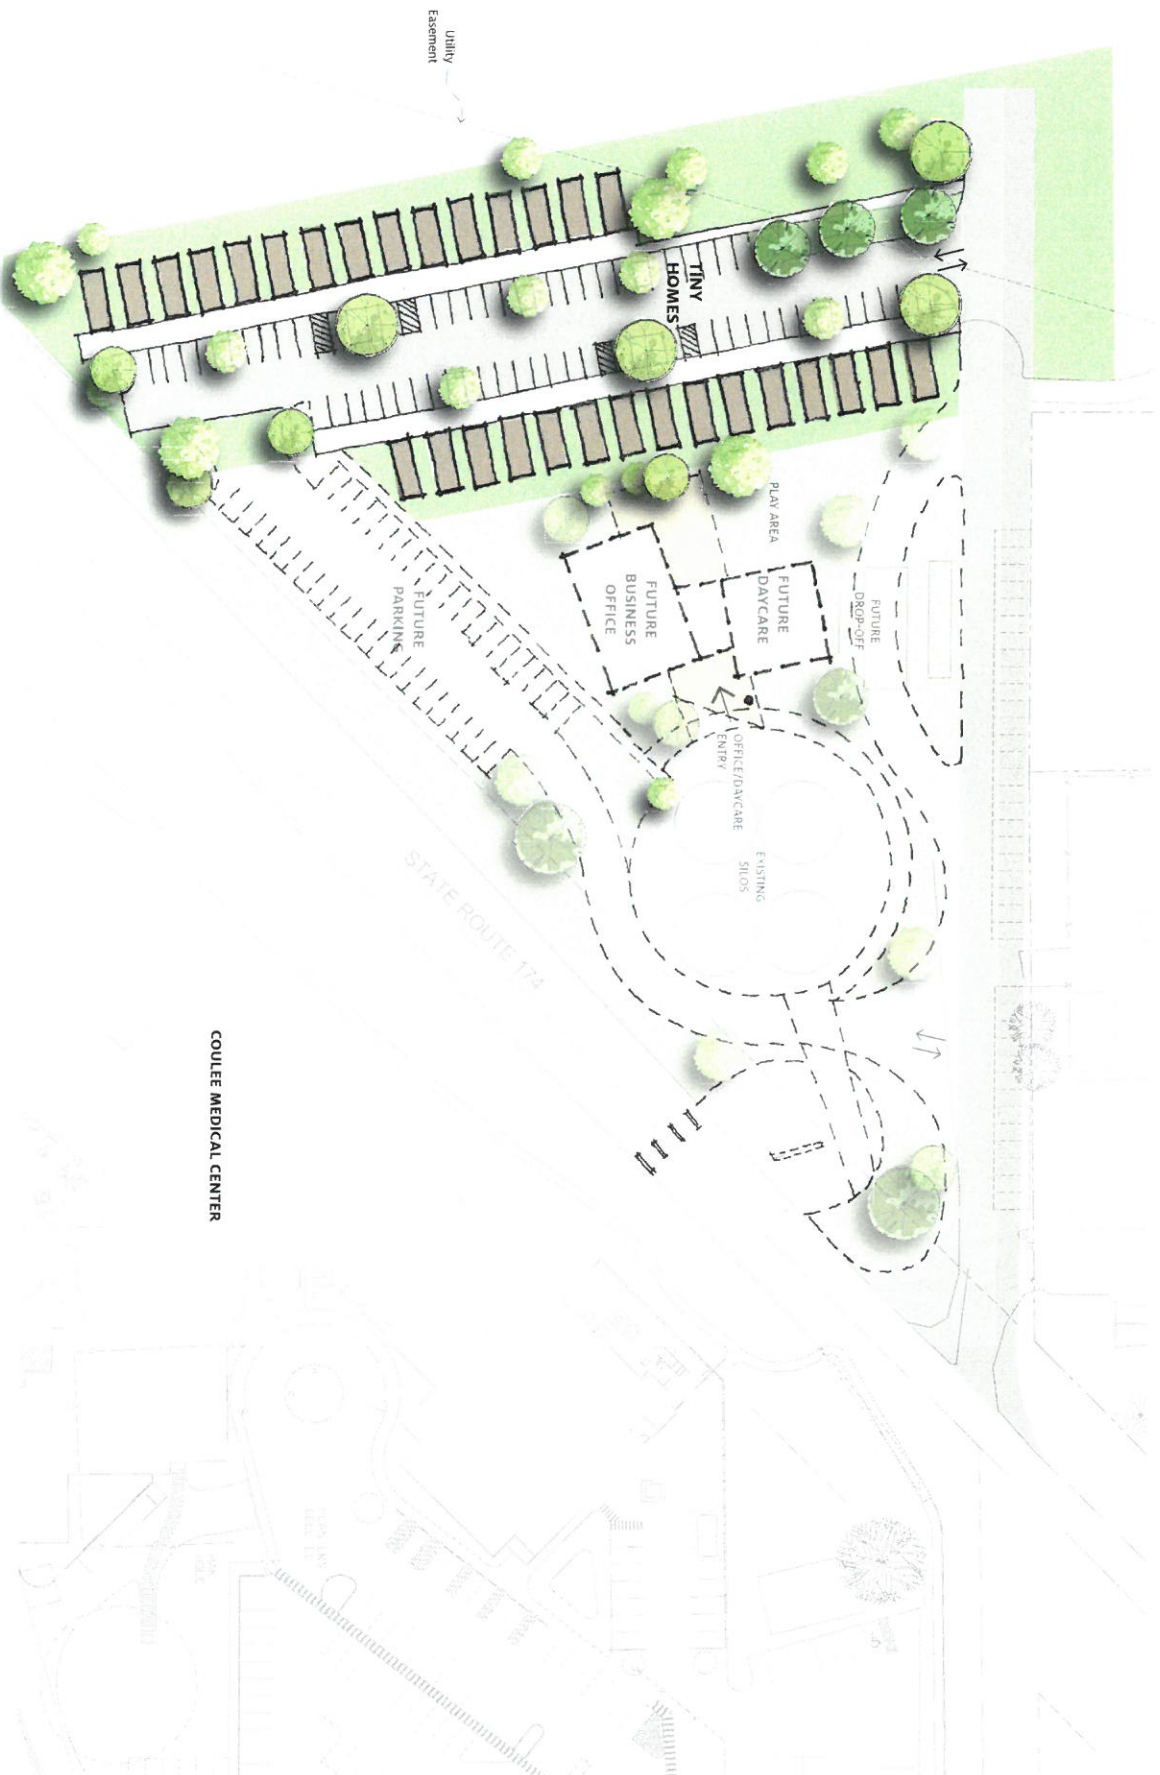 Utility
Easement
TINY
HOMES
PLAY AREA
FUTURE
DROP-OFF
FUTURE
DAYCARE
FUTURE
BUSINESS
OFFICE
FUTURE
PARKING
OFFICE/DAYCARE
ENTRY
EXISTING
SILOS
STATE ROUTE 174
COULEE MEDICAL CENTER